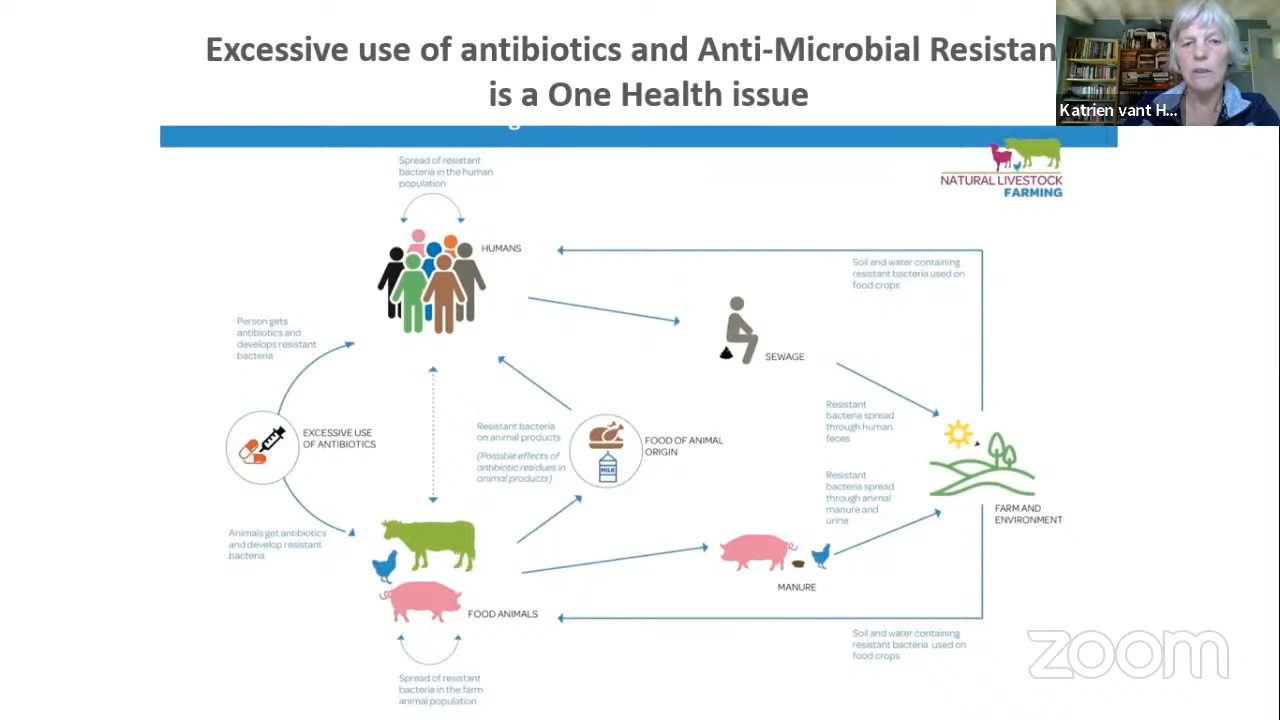 Excessive use of antibiotics and Anti-Microbial Resistan
is a One Health issue
Katrien vant H...
NATURAL LIVESTOCK
FARMING
Spread of resistant
bacteria in the human
population
HUMANS
Soil and water containing
resistant bacteria used on
food crops
Person gets
antibiotics and
develops resistant
bacteria
SEWAGE
EXCESSIVE USE
OF ANTIBIOTICS
Resistant bacteria
on animal products
(Possible effects of
antibiotic residues in
animal products)
MILK
FOOD OF ANIMAL
ORIGIN
Resistant
bacteria spread
through human
feces
Resistant
bacteria spread
through animal
manure and
urine
FARM AND
ENVIRONMENT
Animals get antibiotics
and develop resistant
bacteria
MANURE
FOOD ANIMALS
Soil and water containing
resistant bacteria used on
food crops
Spread of resistant
bacteria in the farm
animal population
zoom